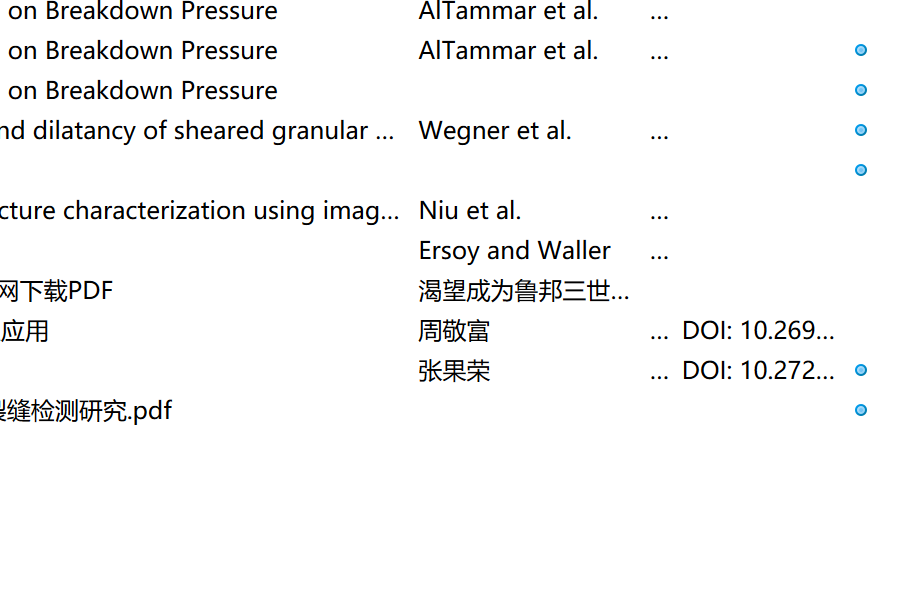 on Breakdown Pressure AlTammar et al. ...
on Breakdown Pressure AlTammar et al. ...
on Breakdown Pressure
nd dilatancy of sheared granular ... Wegner et al. ...
cture characterization using imag... Niu et al. ...
Ersoy and Waller ...
网下载PDF 渴望成为鲁邦三世...
应用 周敬富 ... DOI: 10.269...
张果荣 ... DOI: 10.272...
裂缝检测研究.pdf